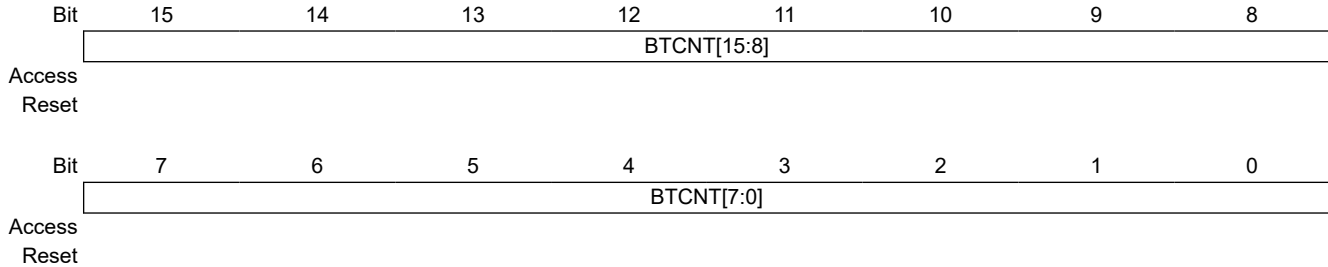 Bit 15 14 13 12 11 10 9 8
BTCNT[15:8]
Access
Reset
Bit 7 6 5 4 3 2 1 0
BTCNT[7:0]
Access
Reset